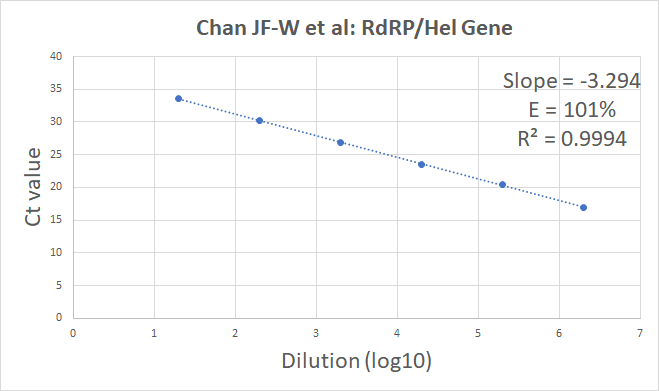 Chan JF-W et al: RdRP/Hel Gene
40
35
30
25
20
15
10
5
0
Ct value
Slope = -3.294
E = 101%
R² = 0.9994
0 1 2 3 4 5 6 7
Dilution (log10)